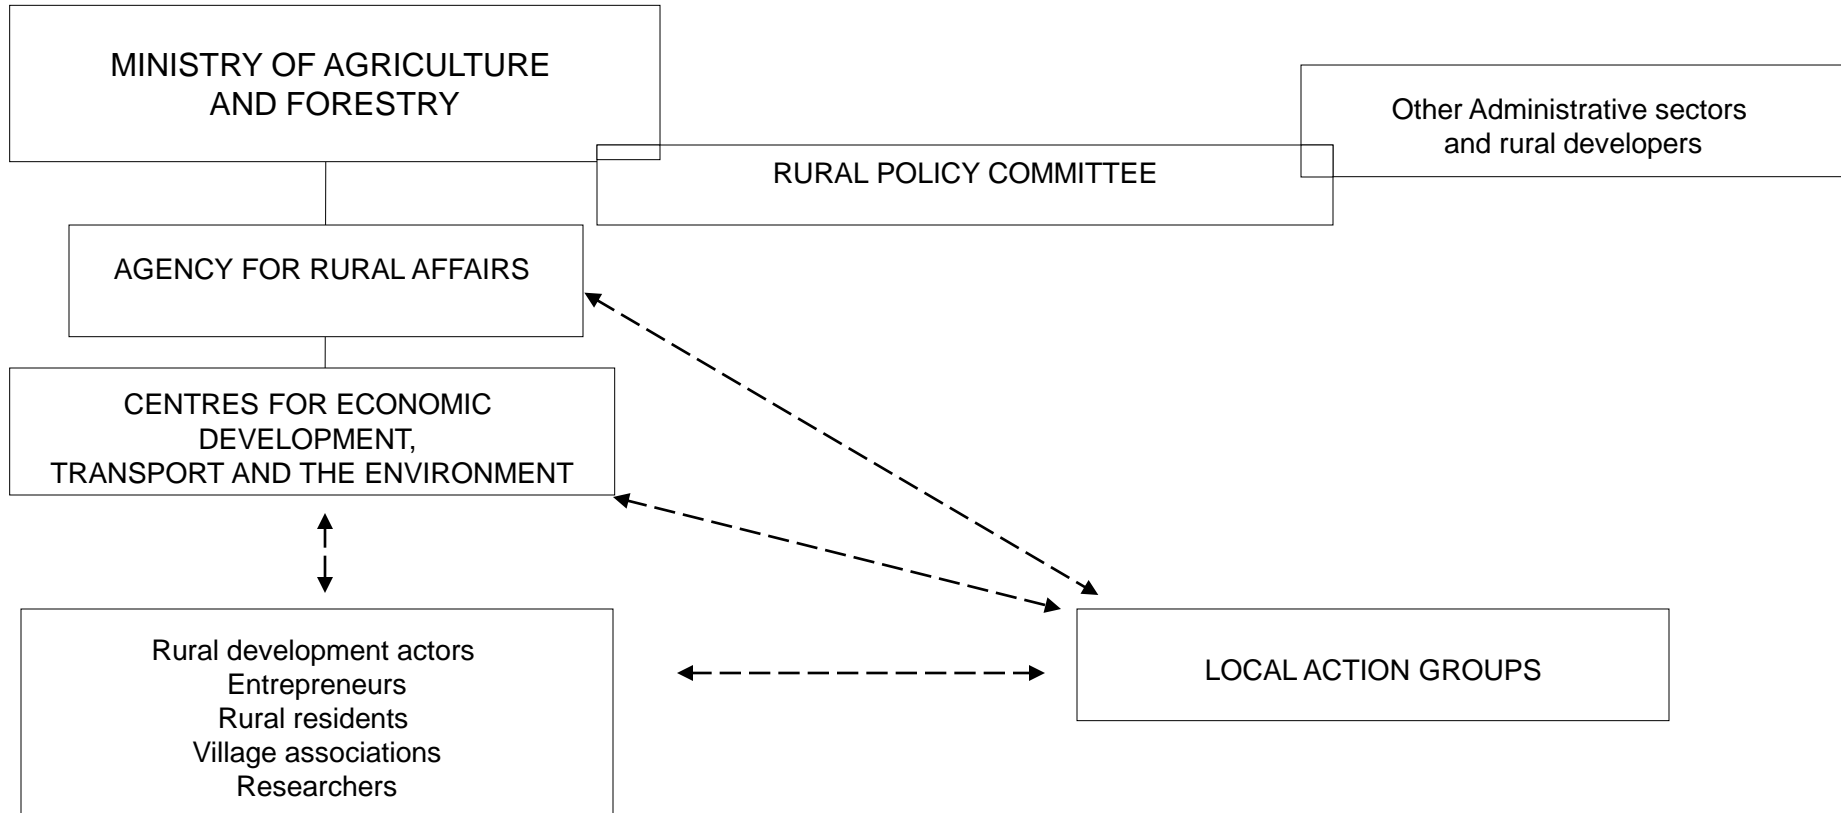 MINISTRY OF AGRICULTURE
AND FORESTRY
Other Administrative sectors
and rural developers
RURAL POLICY COMMITTEE
AGENCY FOR RURAL AFFAIRS
CENTRES FOR ECONOMIC
DEVELOPMENT,
TRANSPORT AND THE ENVIRONMENT
Rural development actors
Entrepreneurs
Rural residents
Village associations
Researchers
LOCAL ACTION GROUPS